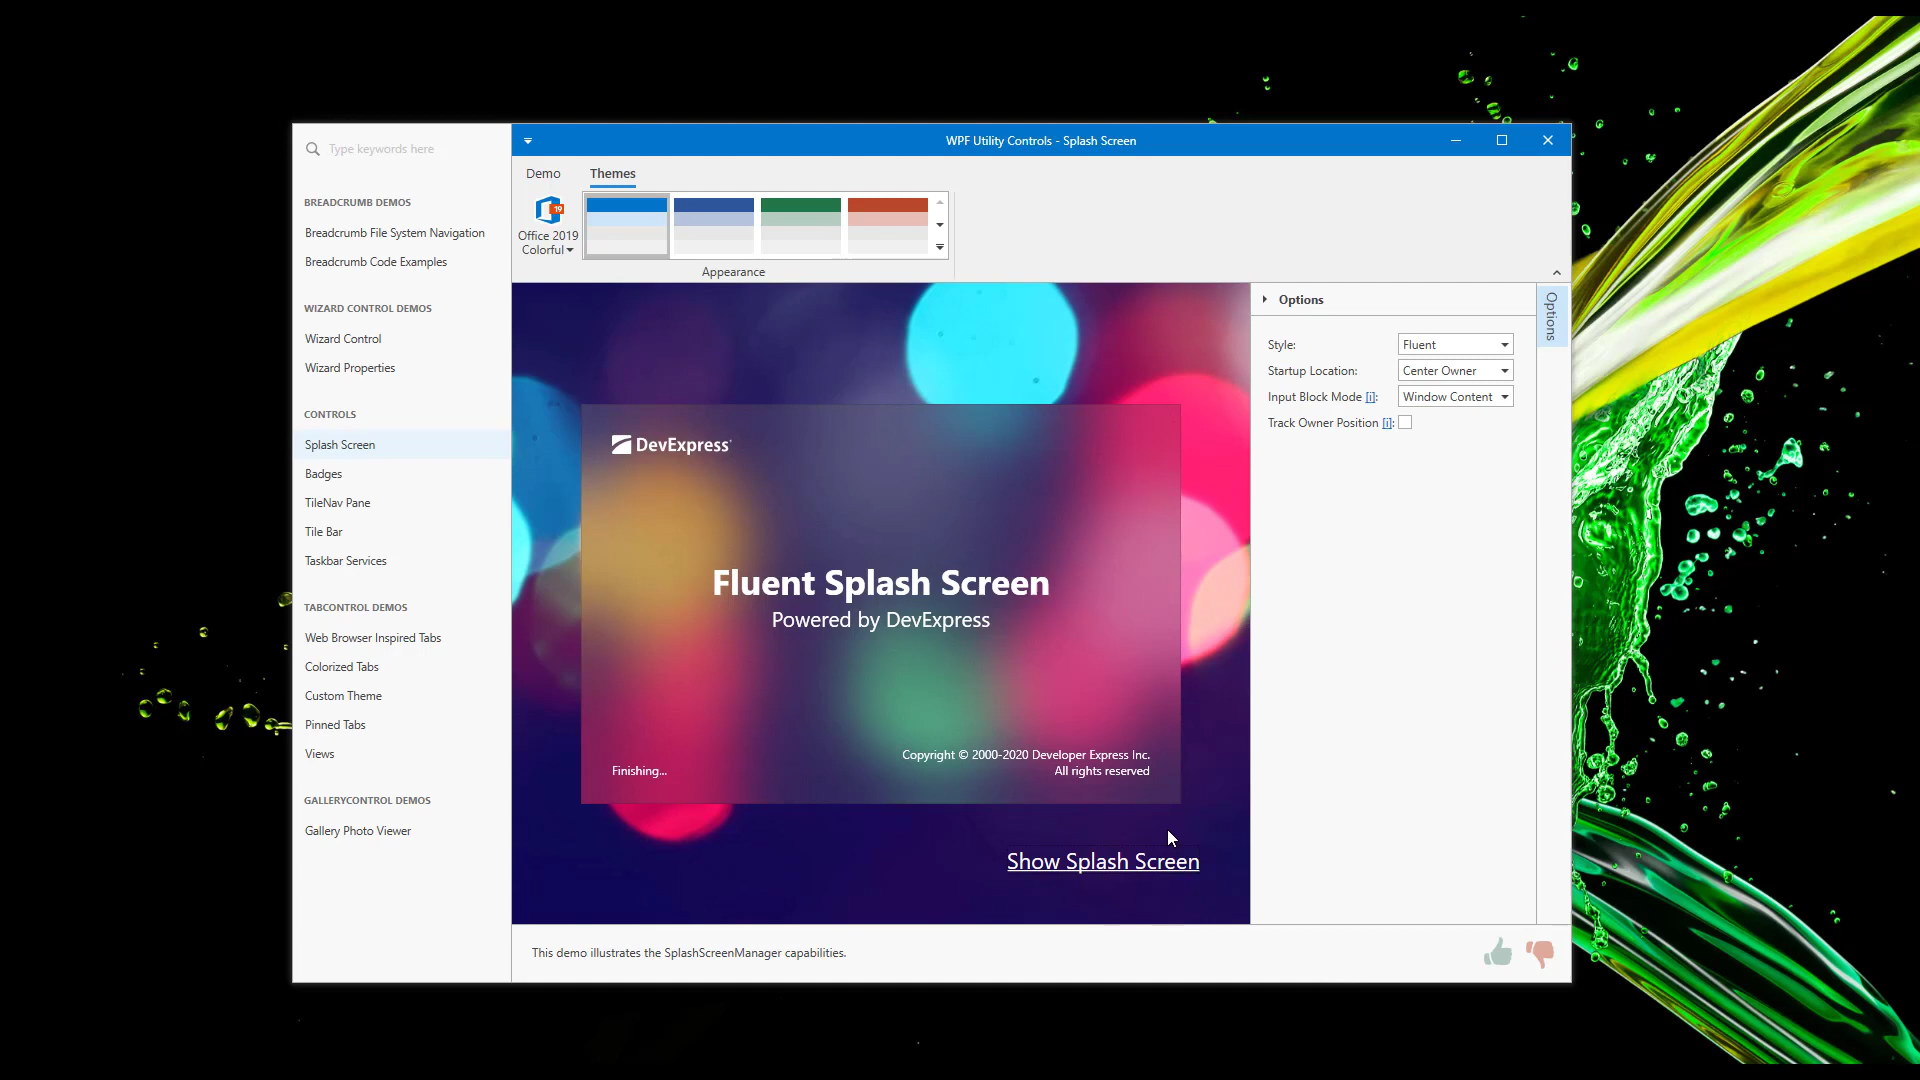 Type keywords here
BREADCRUMB DEMOS
Breadcrumb File System Navigation
Breadcrumb Code Examples
WIZARD CONTROL DEMOS
Wizard Control
Wizard Properties
CONTROLS
Splash Screen
Badges
TileNav Pane
Tile Bar
Taskbar Services
TABCONTROL DEMOS
Web Browser Inspired Tabs
Colorized Tabs
Custom Theme
Pinned Tabs
Views
GALLERYCONTROL DEMOS
Gallery Photo Viewer
WPF Utility Controls - Splash Screen
Demo Themes
19
Office 2019
Colorful
Appearance
DevExpress
Fluent Splash Screen
Powered by DevExpress
Copyright © 2000-2020 Developer Express Inc.
All rights reserved
Finishing...
Show Splash Screen
Options
Style: Fluent
Startup Location: Center Owner
Input Block Mode [i]: Window Content
Track Owner Position [i]:
Options
This demo illustrates the SplashScreenManager capabilities.